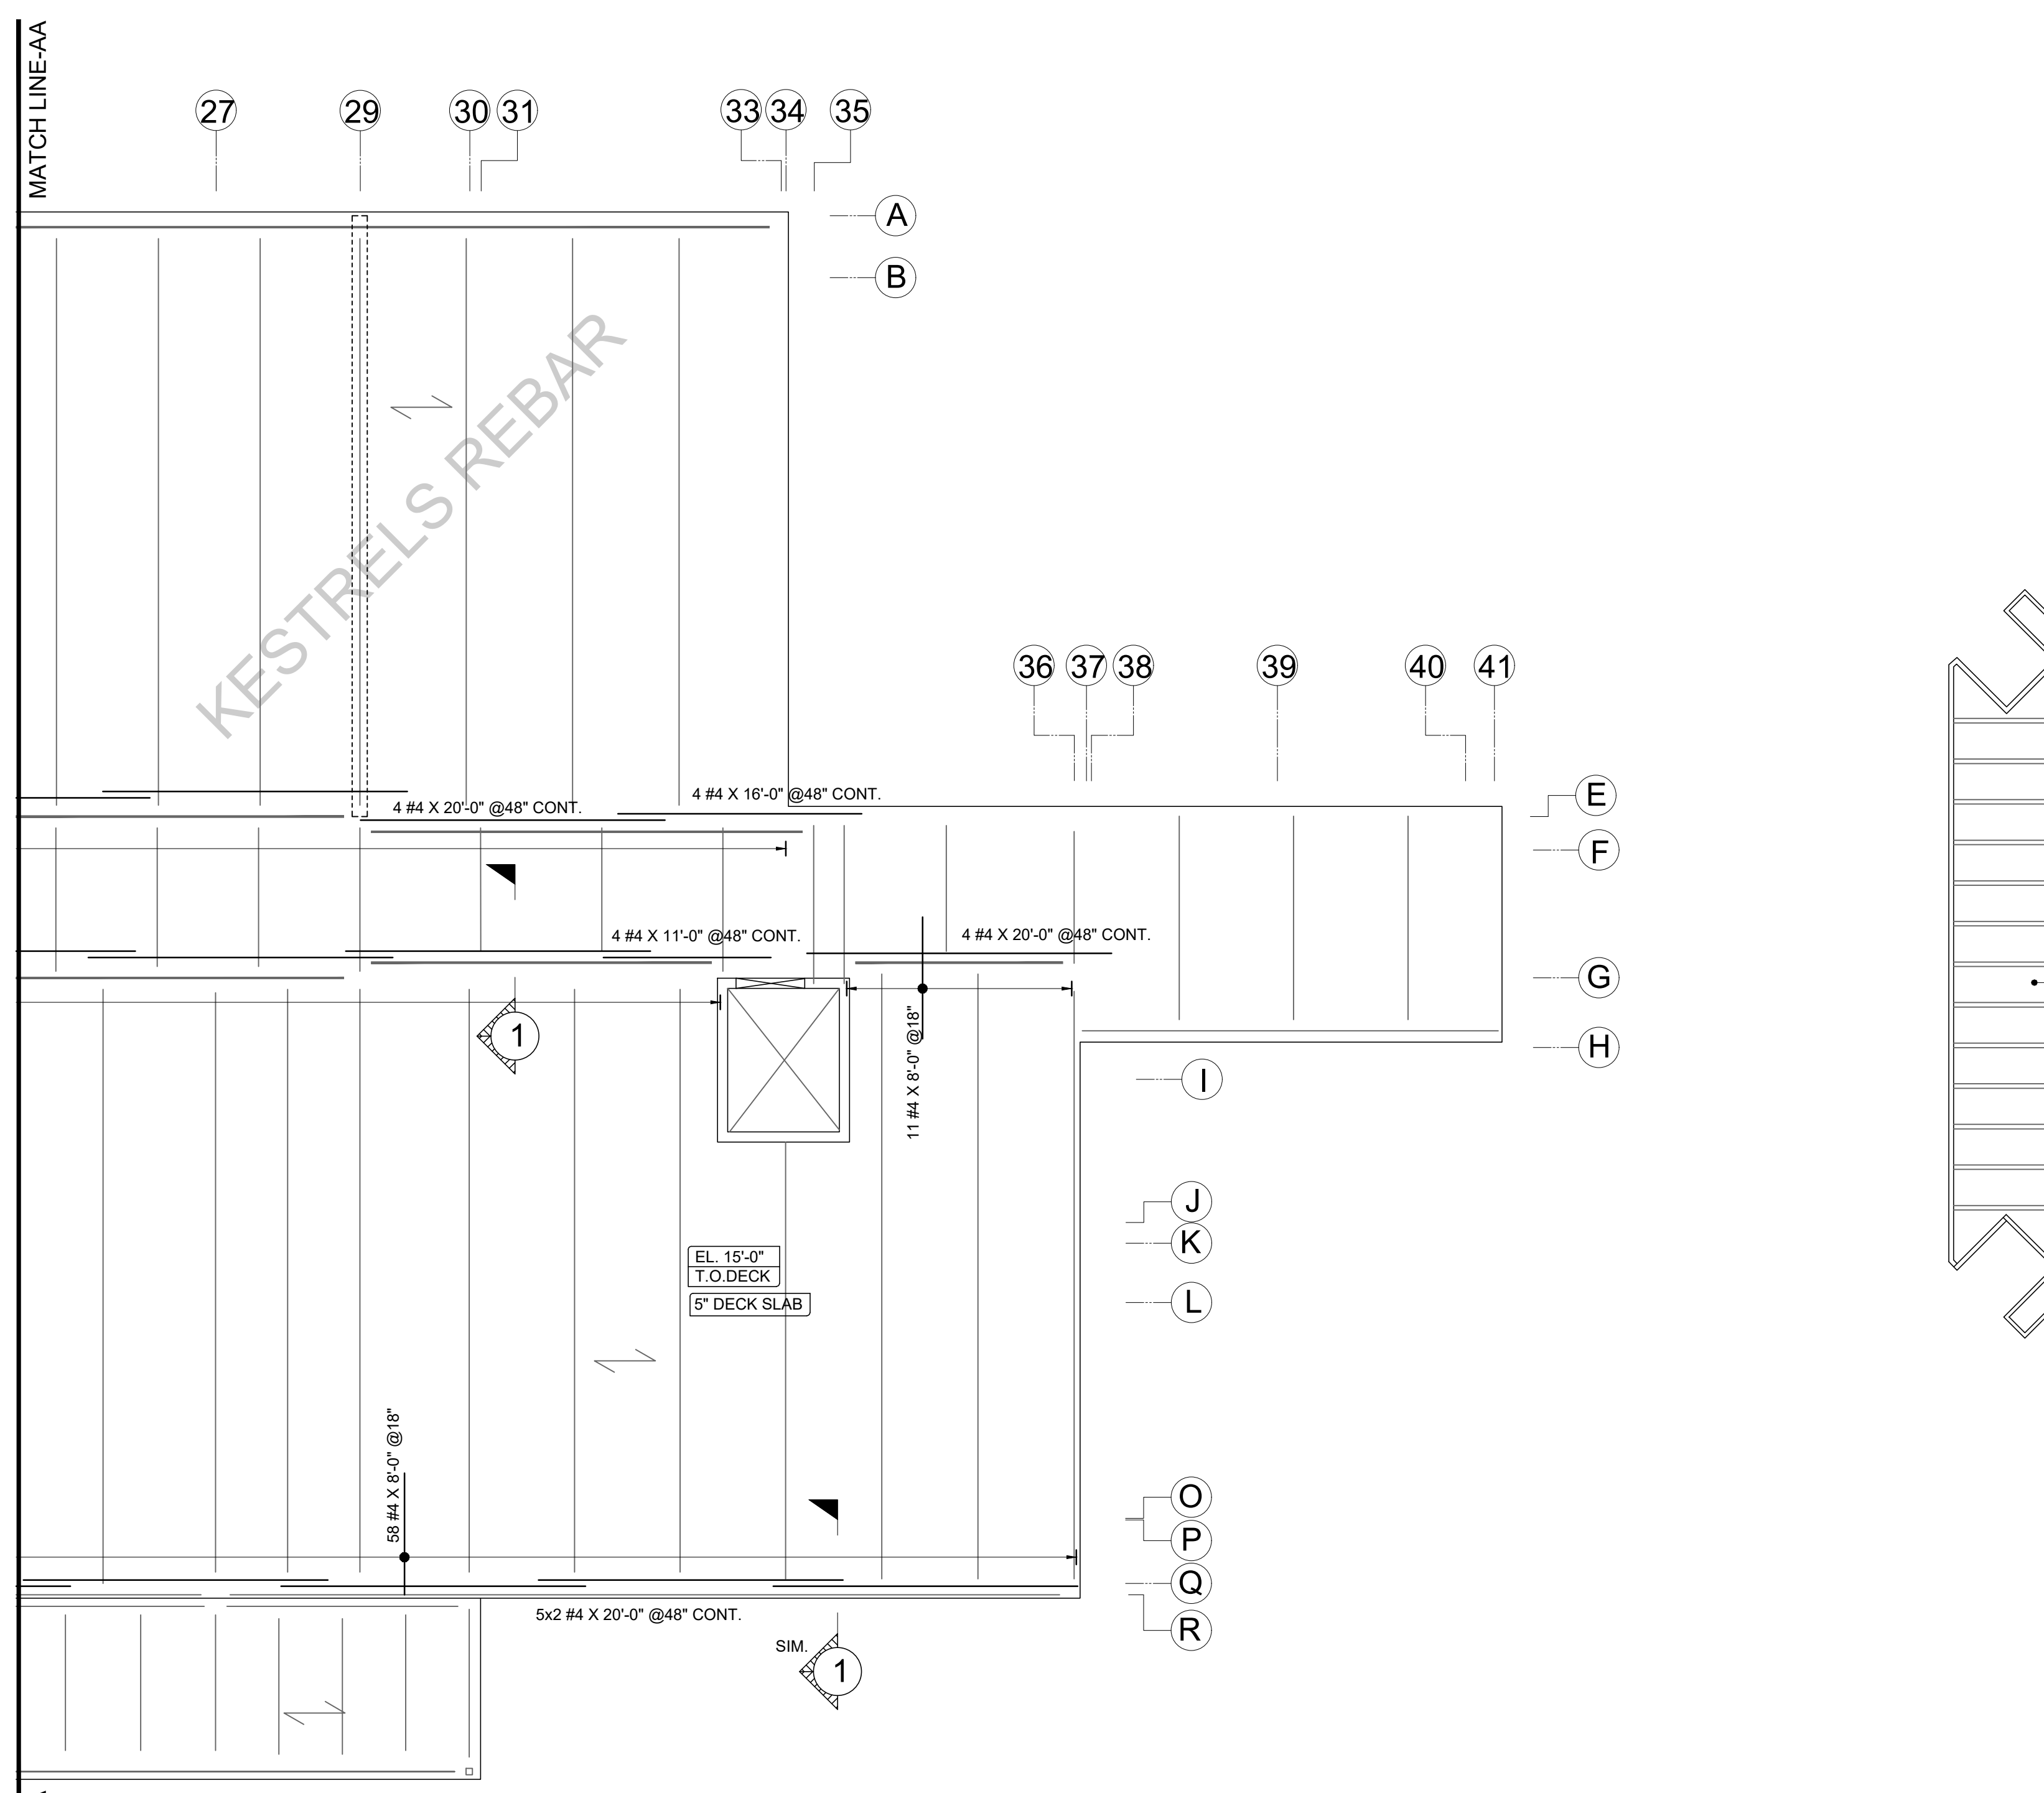 MATCH LINE-AA
27
29
30
31
33
34
35
A
B
KESTRELS REBAR
36
37
38
39
40
41
4 #4 X 20'-0" @48" CONT.
4 #4 X 16'-0" @48" CONT.
E
F
4 #4 X 11'-0" @48" CONT.
4 #4 X 20'-0" @48" CONT.
G
1
11 #4 X 8'-0" @18"
H
I
J
K
EL. 15'-0"
T.O.DECK
5" DECK SLAB
L
58 #4 X 8'-0" @18"
O
P
Q
R
5x2 #4 X 20'-0" @48" CONT.
SIM.
1